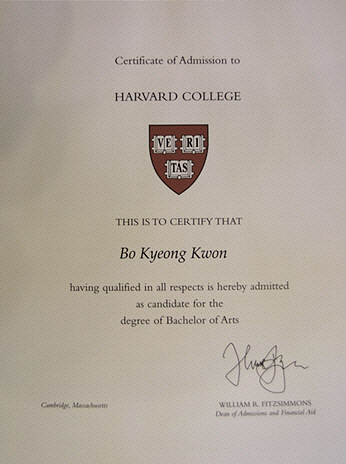 Certificate of Admission to
HARVARD COLLEGE
VE RI
TAS
THIS IS TO CERTIFY THAT
Bo Kyeong Kwon
having qualified in all respects is hereby admitted
as candidate for the
degree of Bachelor of Arts
Cambridge, Massachusetts
WILLIAM R. FITZSIMMONS
Dean of Admissions and Financial Aid